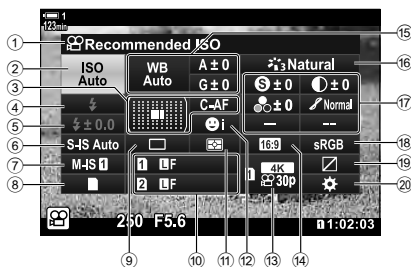 1
123min
① Recommended ISO
② ISO Auto
③
④
⑤ ±0.0
⑥ S-IS Auto
⑦ M-IS 1
⑧
WB Auto
A±0
G±0
C-AF
i
3 Natural
S±0
±0
±0
Normal
--
--
16:9
sRGB
1 LF
2 LF
1
4K
30p
250 F5.6
1 1:02:03
⑨ ⑩ ⑪ ⑫ ⑬ ⑭
⑮
⑯
⑰
⑱
⑲
⑳